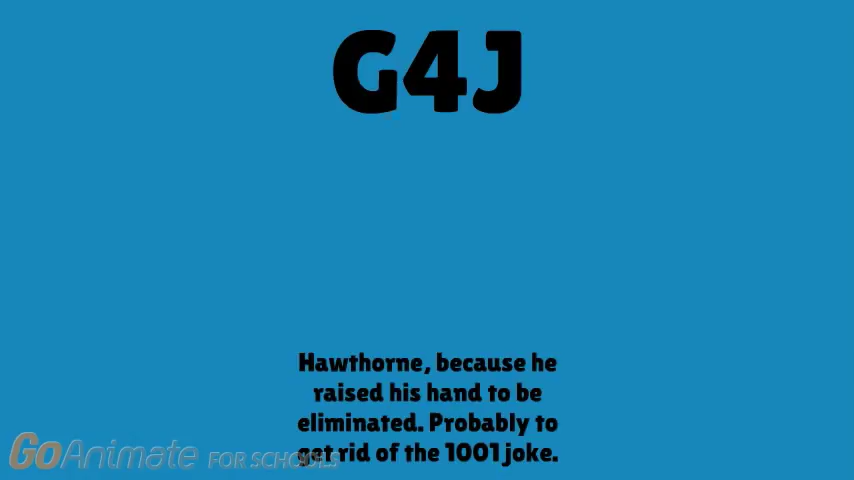 G4J
Hawthorne, because he
raised his hand to be
eliminated. Probably to
get rid of the 1001 joke.
GoAnimate FOR SCHOOLS